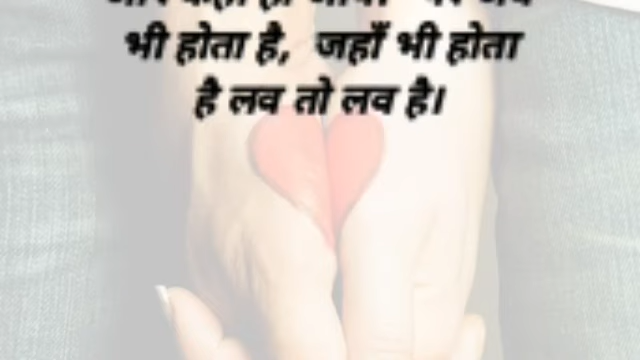 भी होता है, जहाँ भी होता
है लव तो लव है।